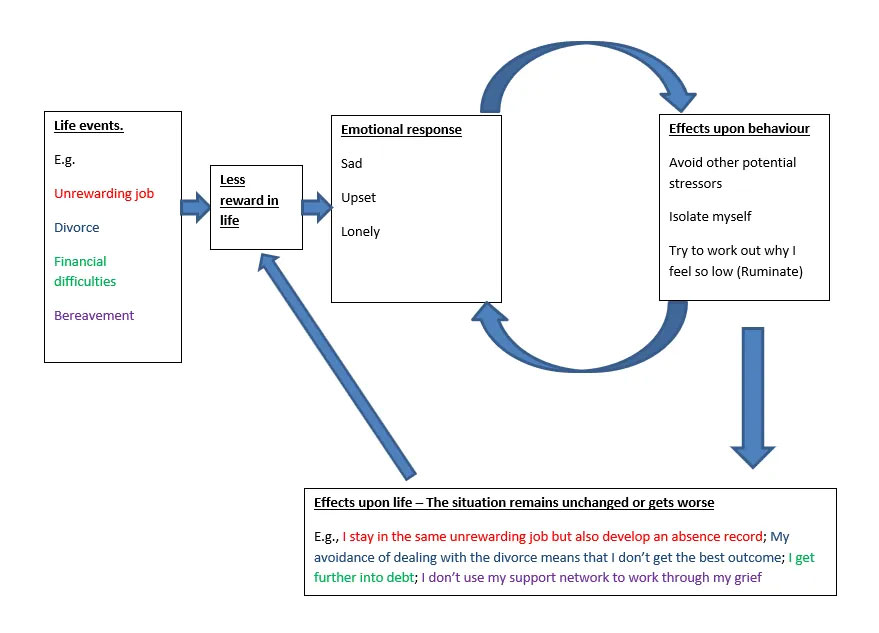 Life events.
E.g.
Unrewarding job
Divorce
Financial
difficulties
Bereavement
Less
reward in
life
Emotional response
Sad
Upset
Lonely
Effects upon behaviour
Avoid other potential
stressors
Isolate myself
Try to work out why I
feel so low (Ruminate)
Effects upon life – The situation remains unchanged or gets worse
E.g., I stay in the same unrewarding job but also develop an absence record; My
avoidance of dealing with the divorce means that I don’t get the best outcome; I get
further into debt; I don’t use my support network to work through my grief